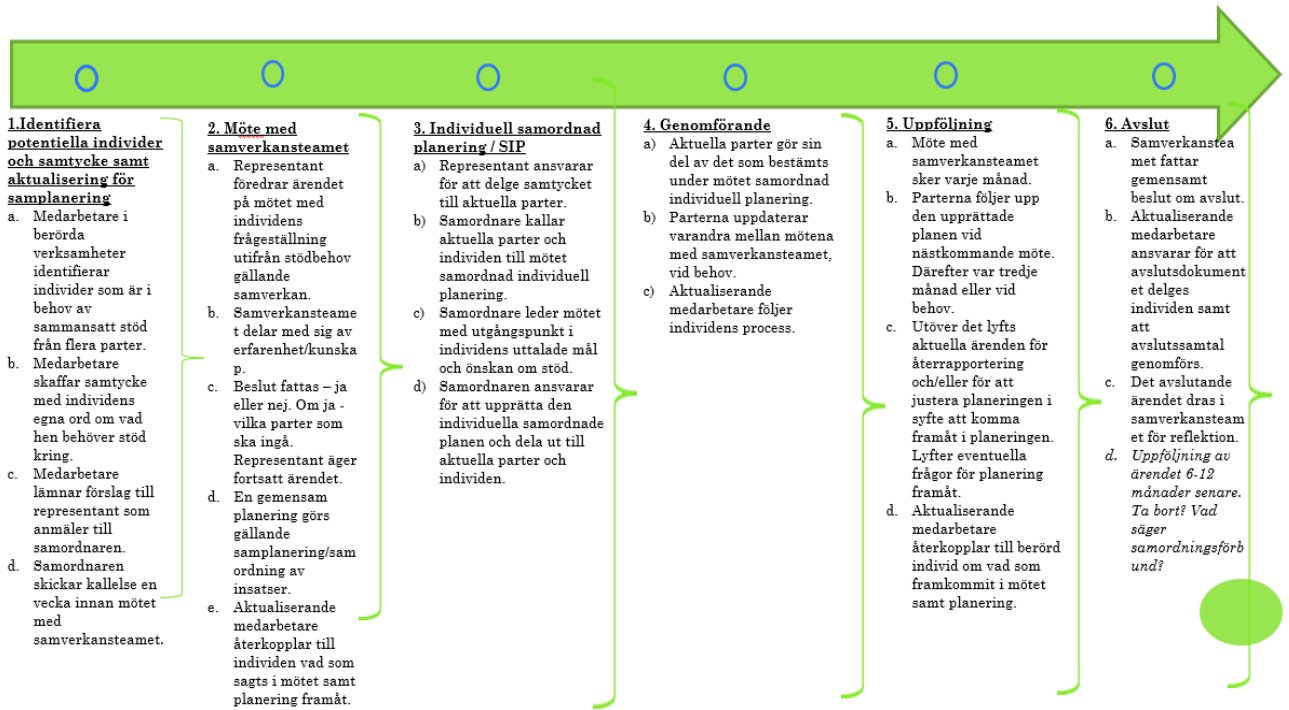 1.Identifiera
potentiella individer
och samtycke samt
aktualisering för
samplanering
a. Medarbetare i
berörda
verksamheter
identifierar
individer som är i
behov av
sammansatt stöd
från flera parter.
b. Medarbetare
skaffar samtycke
med individens
egna ord om vad
hen behöver stöd
kring.
c. Medarbetare
lämnar förslag till
representant som
anmäler till
samordnaren.
d. Samordnaren
skickar kallelse en
vecka innan mötet
med
samverkansteamet.
2. Möte med
samverkansteamet
a. Representant
föredrar ärendet
på mötet med
individens
frågeställning
utifrån stödbehov
gällande
samverkan.
b. Samverkansteame
t delar med sig av
erfarenhet/kunska
p.
c. Beslut fattas – ja
eller nej. Om ja -
vilka parter som
ska ingå.
Representant äger
fortsatt ärendet.
d. En gemensam
planering görs
gällande
samplanering/sam
ordning av
insatser.
e. Aktualiserande
medarbetare
återkopplar till
individen vad som
sagts i mötet samt
planering framåt.
3. Individuell samordnad
planering / SIP
a) Representant ansvarar
för att delge samtycket
till aktuella parter.
b) Samordnare kallar
aktuella parter och
individen till mötet
samordnad individuell
planering.
c) Samordnare leder mötet
med utgångspunkt i
individens uttalade mål
och önskan om stöd.
d) Samordnaren ansvarar
för att upprätta den
individuella samordnade
planen och dela ut till
aktuella parter och
individen.
4. Genomförande
a) Aktuella parter gör sin
del av det som bestämts
under mötet samordnad
individuell planering.
b) Parterna uppdaterar
varandra mellan mötena
med samverkansteamet,
vid behov.
c) Aktualiserande
medarbetare följer
individens process.
5. Uppföljning
a. Möte med
samverkansteamet
sker varje månad.
b. Parterna följer upp
den upprättade
planen vid
nästkommande möte.
Därefter var tredje
månad eller vid
behov.
c. Utöver det lyfts
aktuella ärenden för
återrapportering
och/eller för att
justera planeringen i
syfte att komma
framåt i planeringen.
Lyfter eventuella
frågor för planering
framåt.
d. Aktualiserande
medarbetare
återkopplar till berörd
individ om vad som
framkommit i mötet
samt planering.
6. Avslut
a. Samverkanstea
met fattar
gemensamt
beslut om avslut.
b. Aktualiserande
medarbetare
ansvarar för att
avslutsdokument
et delges
individen samt
att
avslutssamtal
genomförs.
c. Det avslutande
ärendet dras i
samverkansteam
et för reflektion.
d. Uppföljning av
ärendet 6-12
månader senare.
Ta bort? Vad
säger
samordningsförb
und?